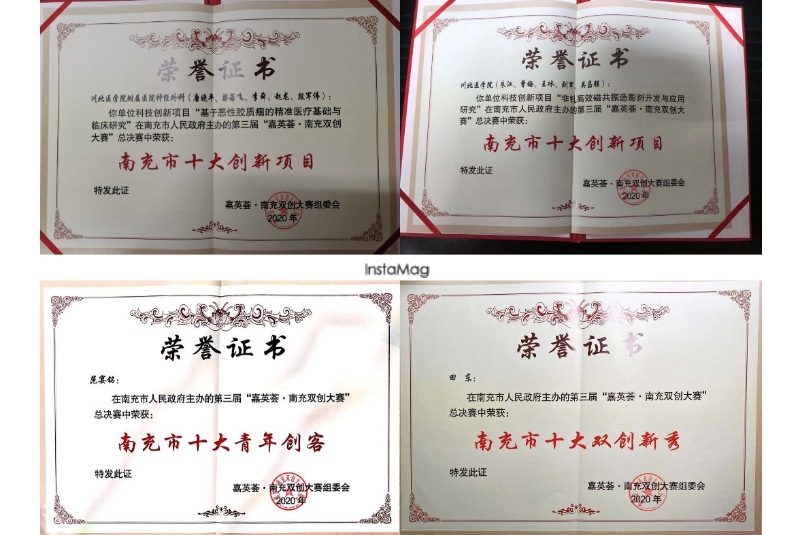 荣誉证书
川北医学院附属医院神经外科（唐晓平、
你单位科技创新项目“基于恶性胶质瘤的精准医疗基础与
临床研究”在南充市人民政府主办的第三届“嘉英荟·南充双创
大赛”总决赛中荣获：
南充市十大创新项目
特发此证
嘉英荟·南充双创大赛组委会
2020年
荣誉证书
川北医学院（
你单位科技创新项目“非钆高效磁共振造影剂开发与应用
研究”在南充市人民政府主办的第三届“嘉英荟·南充双创大
赛”总决赛中荣获：
南充市十大创新项目
特发此证
嘉英荟·南充双创大赛组委会
2020年
InstaMag
荣誉证书
范宾铭：
在南充市人民政府主办的第三届“嘉英荟·南充双创大赛”
总决赛中荣获：
南充市十大青年创客
特发此证
嘉英荟·南充双创大赛组委会
2020年
荣誉证书
田 东：
在南充市人民政府主办的第三届“嘉英荟·南充双创大赛”
总决赛中荣获：
南充市十大双创新秀
特发此证
嘉英荟·南充双创大赛组委会
2020年